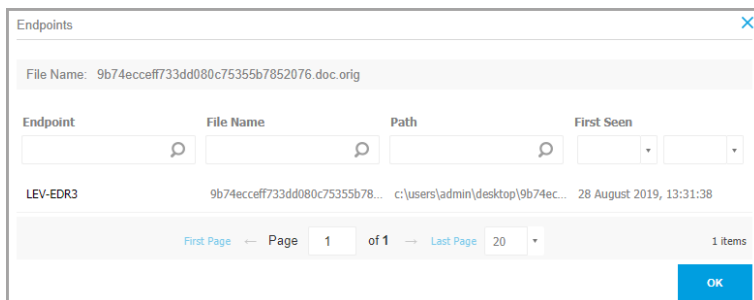 Endpoints
File Name: 9b74ecceff733dd080c75355b7852076.doc.orig
Endpoint File Name Path First Seen
LEV-EDR3 9b74ecceff733dd080c75355b78... c:\users\admin\desktop\9b74ec... 28 August 2019, 13:31:38
First Page ← Page 1 of 1 → Last Page 20 1 items
OK